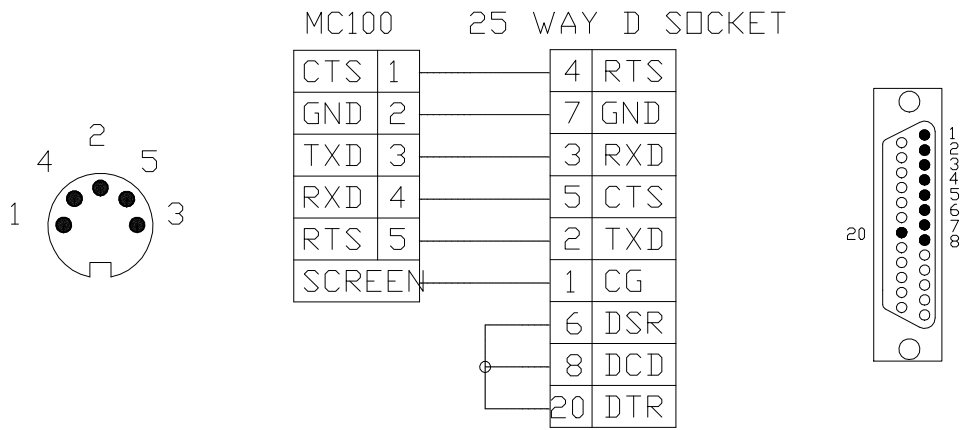 MC100 25 WAY D SOCKET
CTS 1 4 RTS
GND 2 7 GND
TXD 3 3 RXD
RXD 4 5 CTS
RTS 5 2 TXD
SCREEN 1 CG
6 DSR
8 DCD
20 DTR
2
4 5
1 3
1
2
3
4
5
6
7
8
20